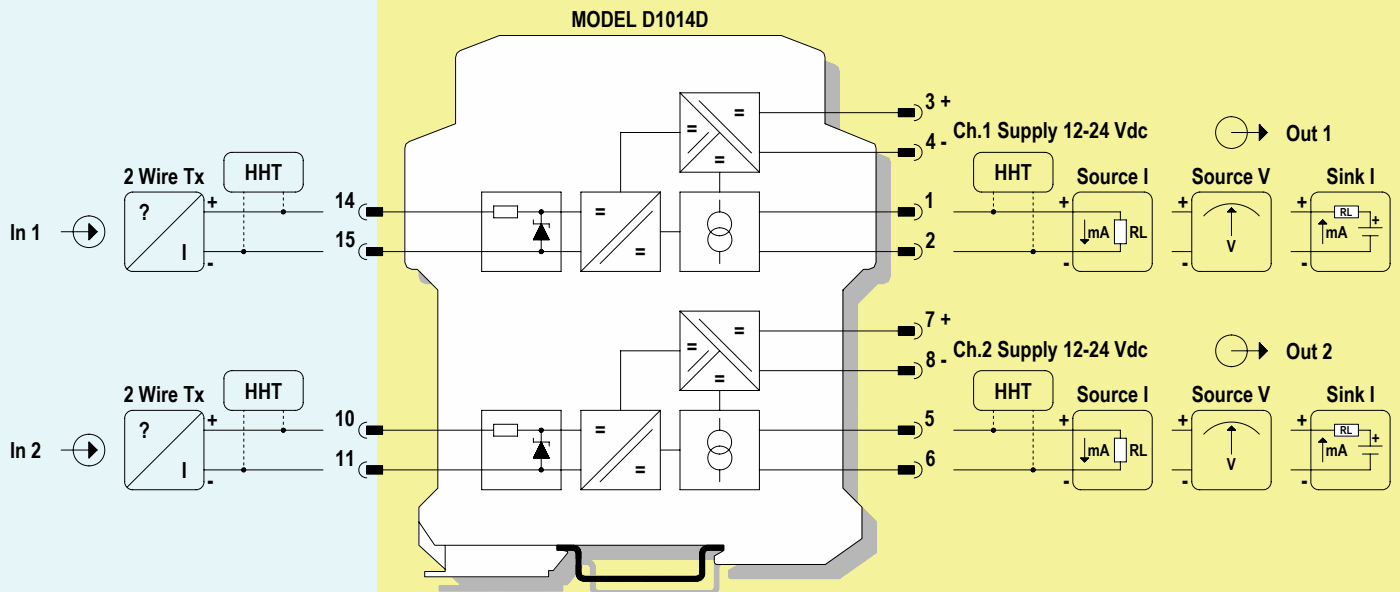 MODEL D1014D
3 +
Ch.1 Supply 12-24 Vdc
4 -
Out 1
2 Wire Tx
HHT
HHT
Source I
Source V
Sink I
In 1
?
I
+
-
14
15
=
=
=
=
=
1
2
+
mA
RL
-
+
V
-
+
RL
+
mA
-
7 +
Ch.2 Supply 12-24 Vdc
8 -
Out 2
2 Wire Tx
HHT
HHT
Source I
Source V
Sink I
In 2
?
I
+
-
10
11
=
=
=
=
=
5
6
+
mA
RL
-
+
V
-
+
RL
+
mA
-